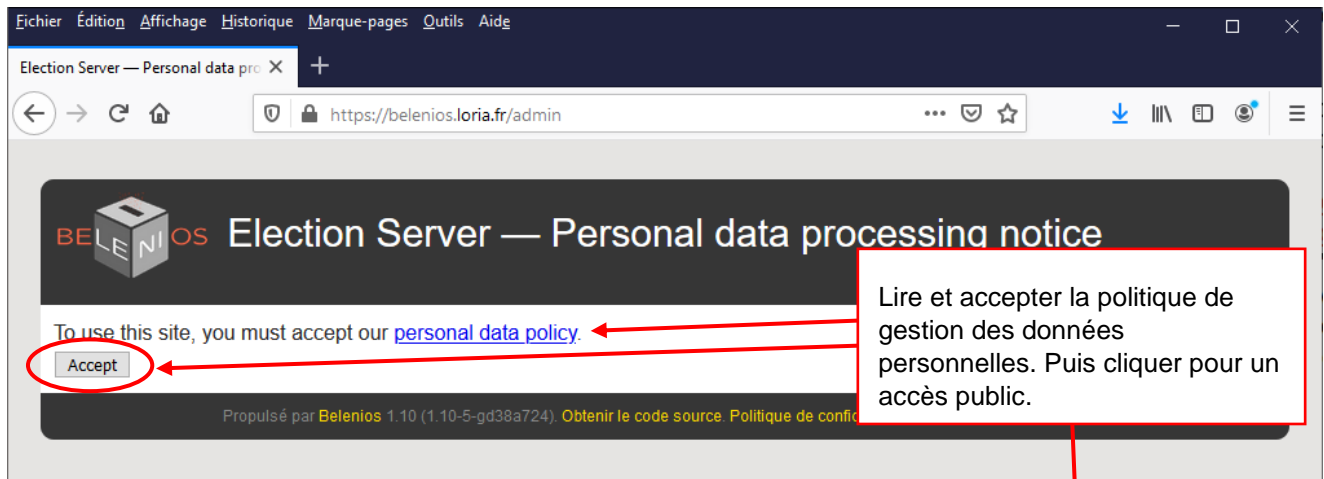 Fichier Édition Affichage Historique Marque-pages Outils Aide
Election Server — Personal data pro
https://belenios.loria.fr/admin
BELENIOS
Election Server — Personal data processing notice
Lire et accepter la politique de
gestion des données
personnelles. Puis cliquer pour un
accès public.
To use this site, you must accept our personal data policy.
Accept
Propulsé par Belenios 1.10 (1.10-5-gd38a724). Obtenir le code source. Politique de confid